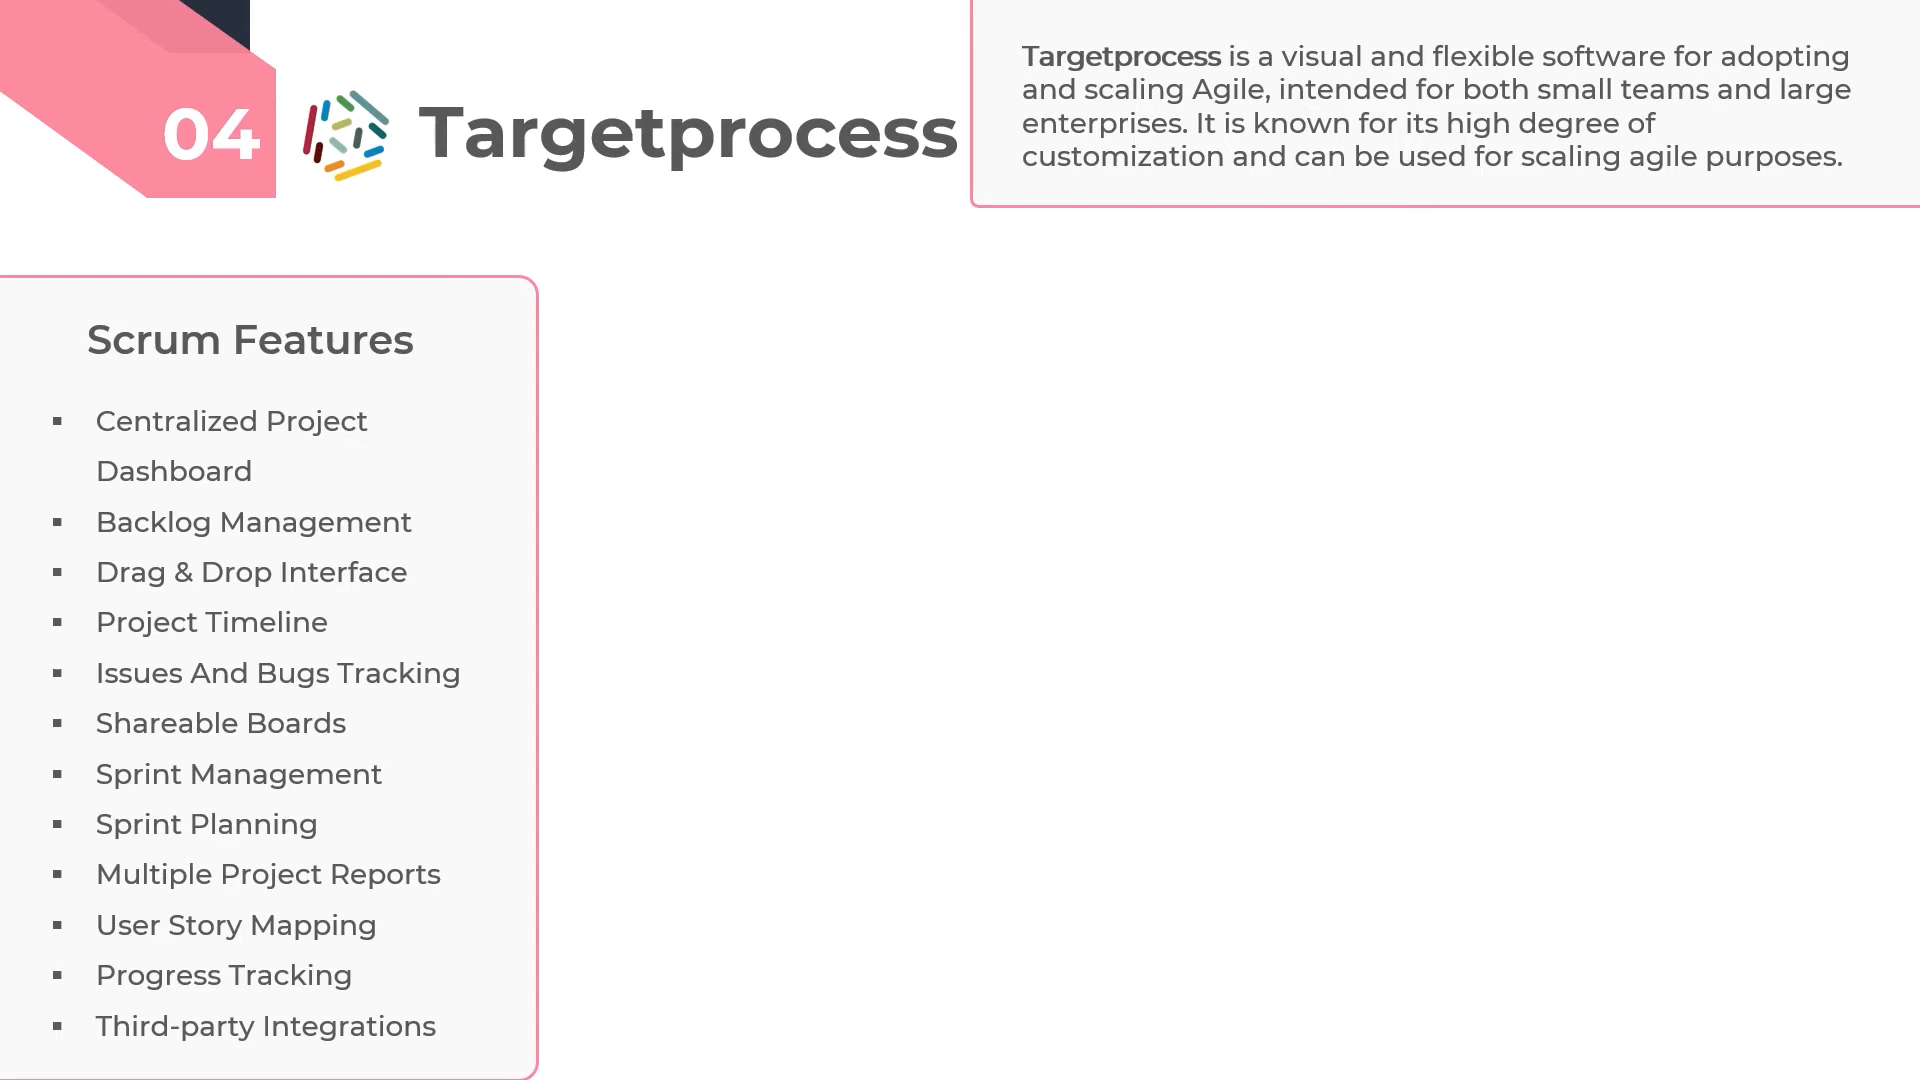 04
Targetprocess
Targetprocess is a visual and flexible software for adopting
and scaling Agile, intended for both small teams and large
enterprises. It is known for its high degree of
customization and can be used for scaling agile purposes.
Scrum Features
▪ Centralized Project
Dashboard
▪ Backlog Management
▪ Drag & Drop Interface
▪ Project Timeline
▪ Issues And Bugs Tracking
▪ Shareable Boards
▪ Sprint Management
▪ Sprint Planning
▪ Multiple Project Reports
▪ User Story Mapping
▪ Progress Tracking
▪ Third-party Integrations